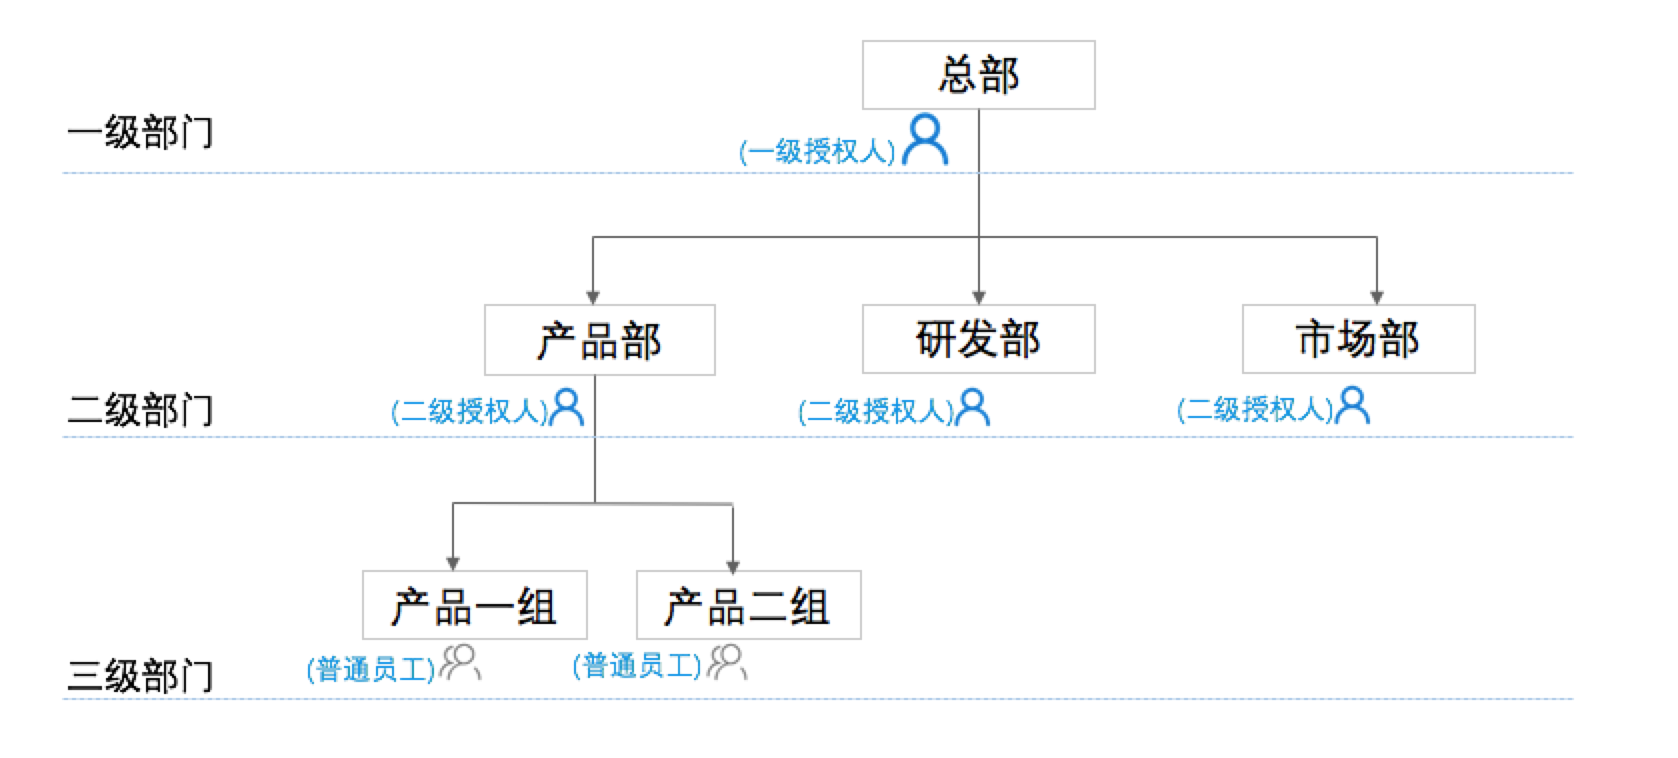 总部
一级部门
(一级授权人)
产品部
研发部
市场部
二级部门
(二级授权人)
(二级授权人)
(二级授权人)
产品一组
产品二组
三级部门
(普通员工)
(普通员工)